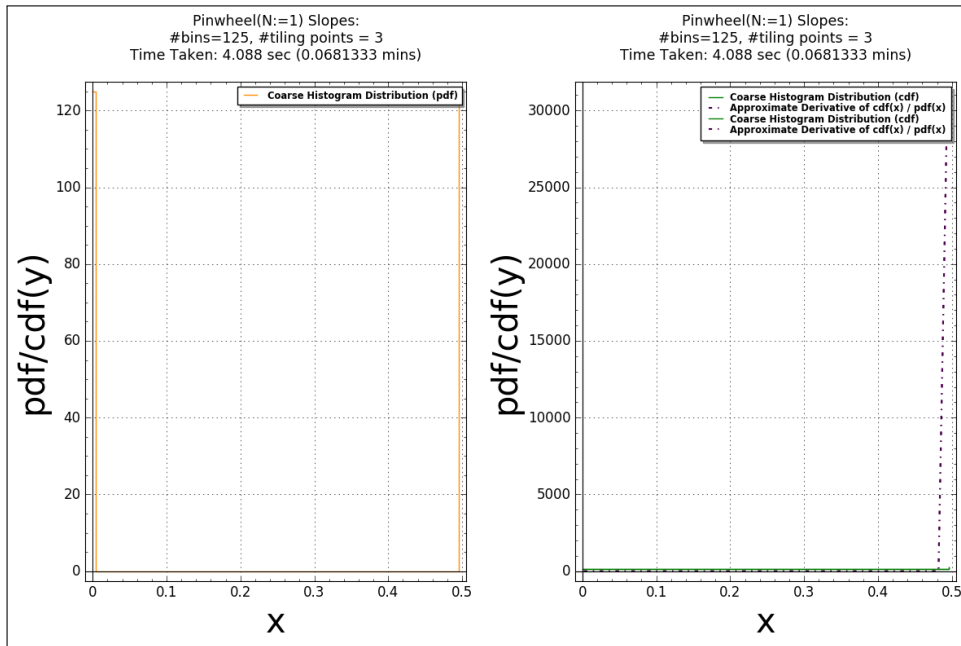 Pinwheel(N:=1) Slopes:
#bins=125, #tiling points = 3
Time Taken: 4.088 sec (0.0681333 mins)
Coarse Histogram Distribution (pdf)
120
100
80
60
40
20
0
pdf/cdf(y)
0
0.1
0.2
0.3
0.4
0.5
x
Pinwheel(N:=1) Slopes:
#bins=125, #tiling points = 3
Time Taken: 4.088 sec (0.0681333 mins)
Coarse Histogram Distribution (cdf)
Approximate Derivative of cdf(x) / pdf(x)
Coarse Histogram Distribution (cdf)
Approximate Derivative of cdf(x) / pdf(x)
30000
25000
20000
15000
10000
5000
0
pdf/cdf(y)
0
0.1
0.2
0.3
0.4
0.5
x